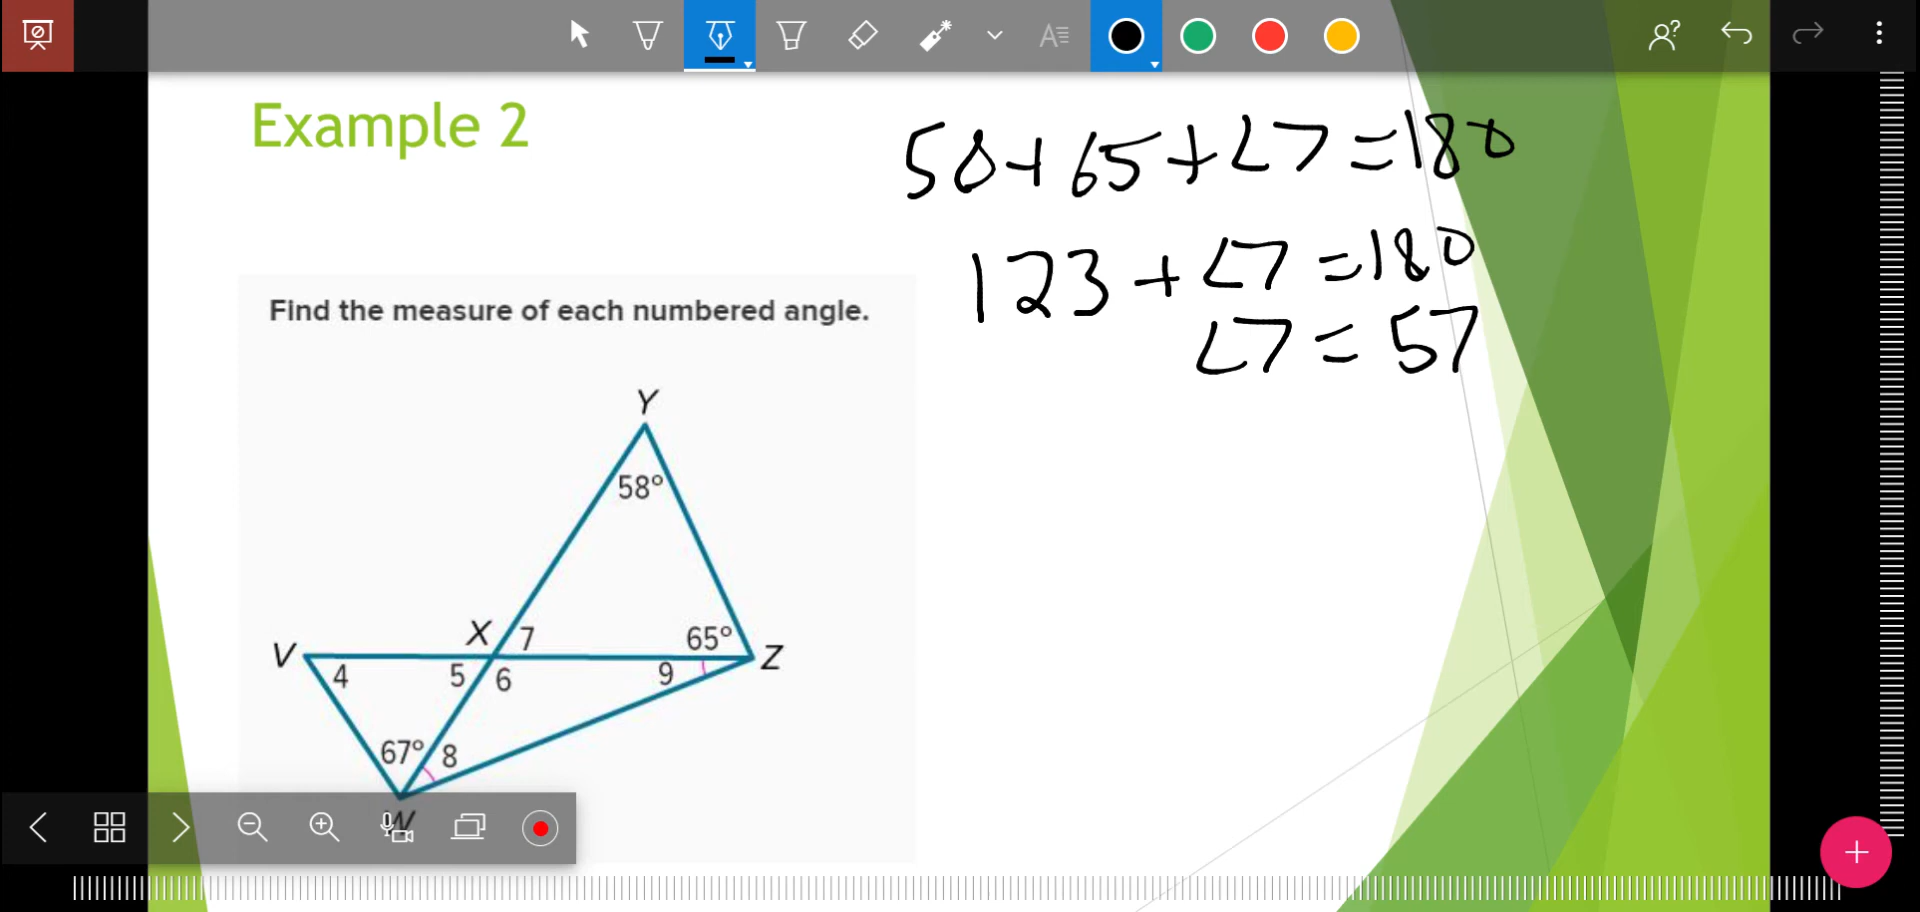 Example 2
58+65+∠7=180
123+∠7=180
∠7=57
Find the measure of each numbered angle.
Y
58°
X 7 65°
V Z
4 5 6 9
67° 8
W